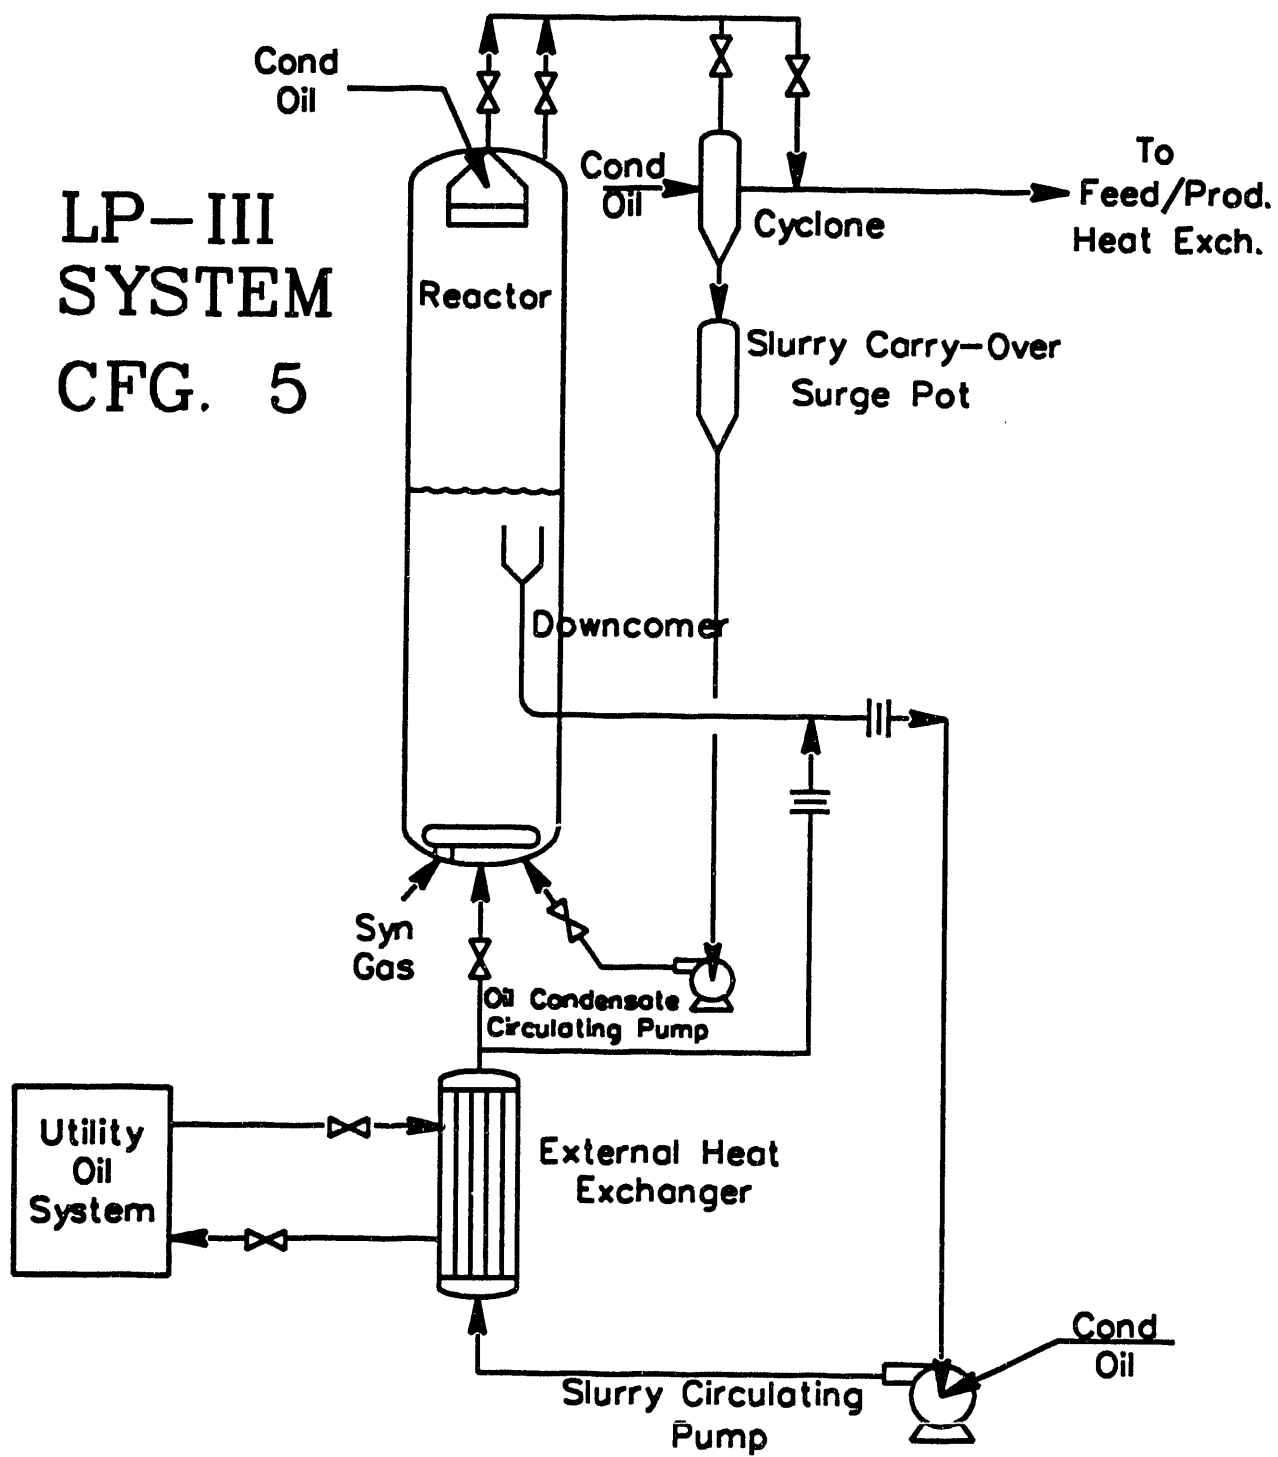 Cond
Oil
LP-III
SYSTEM
CFG. 5
Reactor
Cond
Oil
Cyclone
To
Feed/Prod.
Heat Exch.
Slurry Carry-Over
Surge Pot
Downcomer
Syn
Gas
Oil Condensate
Circulating Pump
Utility
Oil
System
External Heat
Exchanger
Cond
Oil
Slurry Circulating
Pump